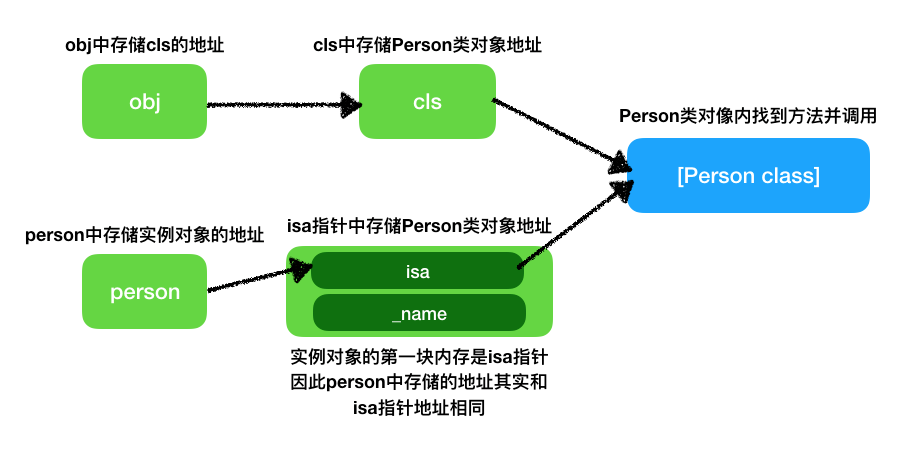 obj中存储cls的地址
cls中存储Person类对象地址
obj
cls
Person类对像内找到方法并调用
[Person class]
person中存储实例对象的地址
isa指针中存储Person类对象地址
person
isa
_name
实例对象的第一块内存是isa指针
因此person中存储的地址其实和
isa指针地址相同